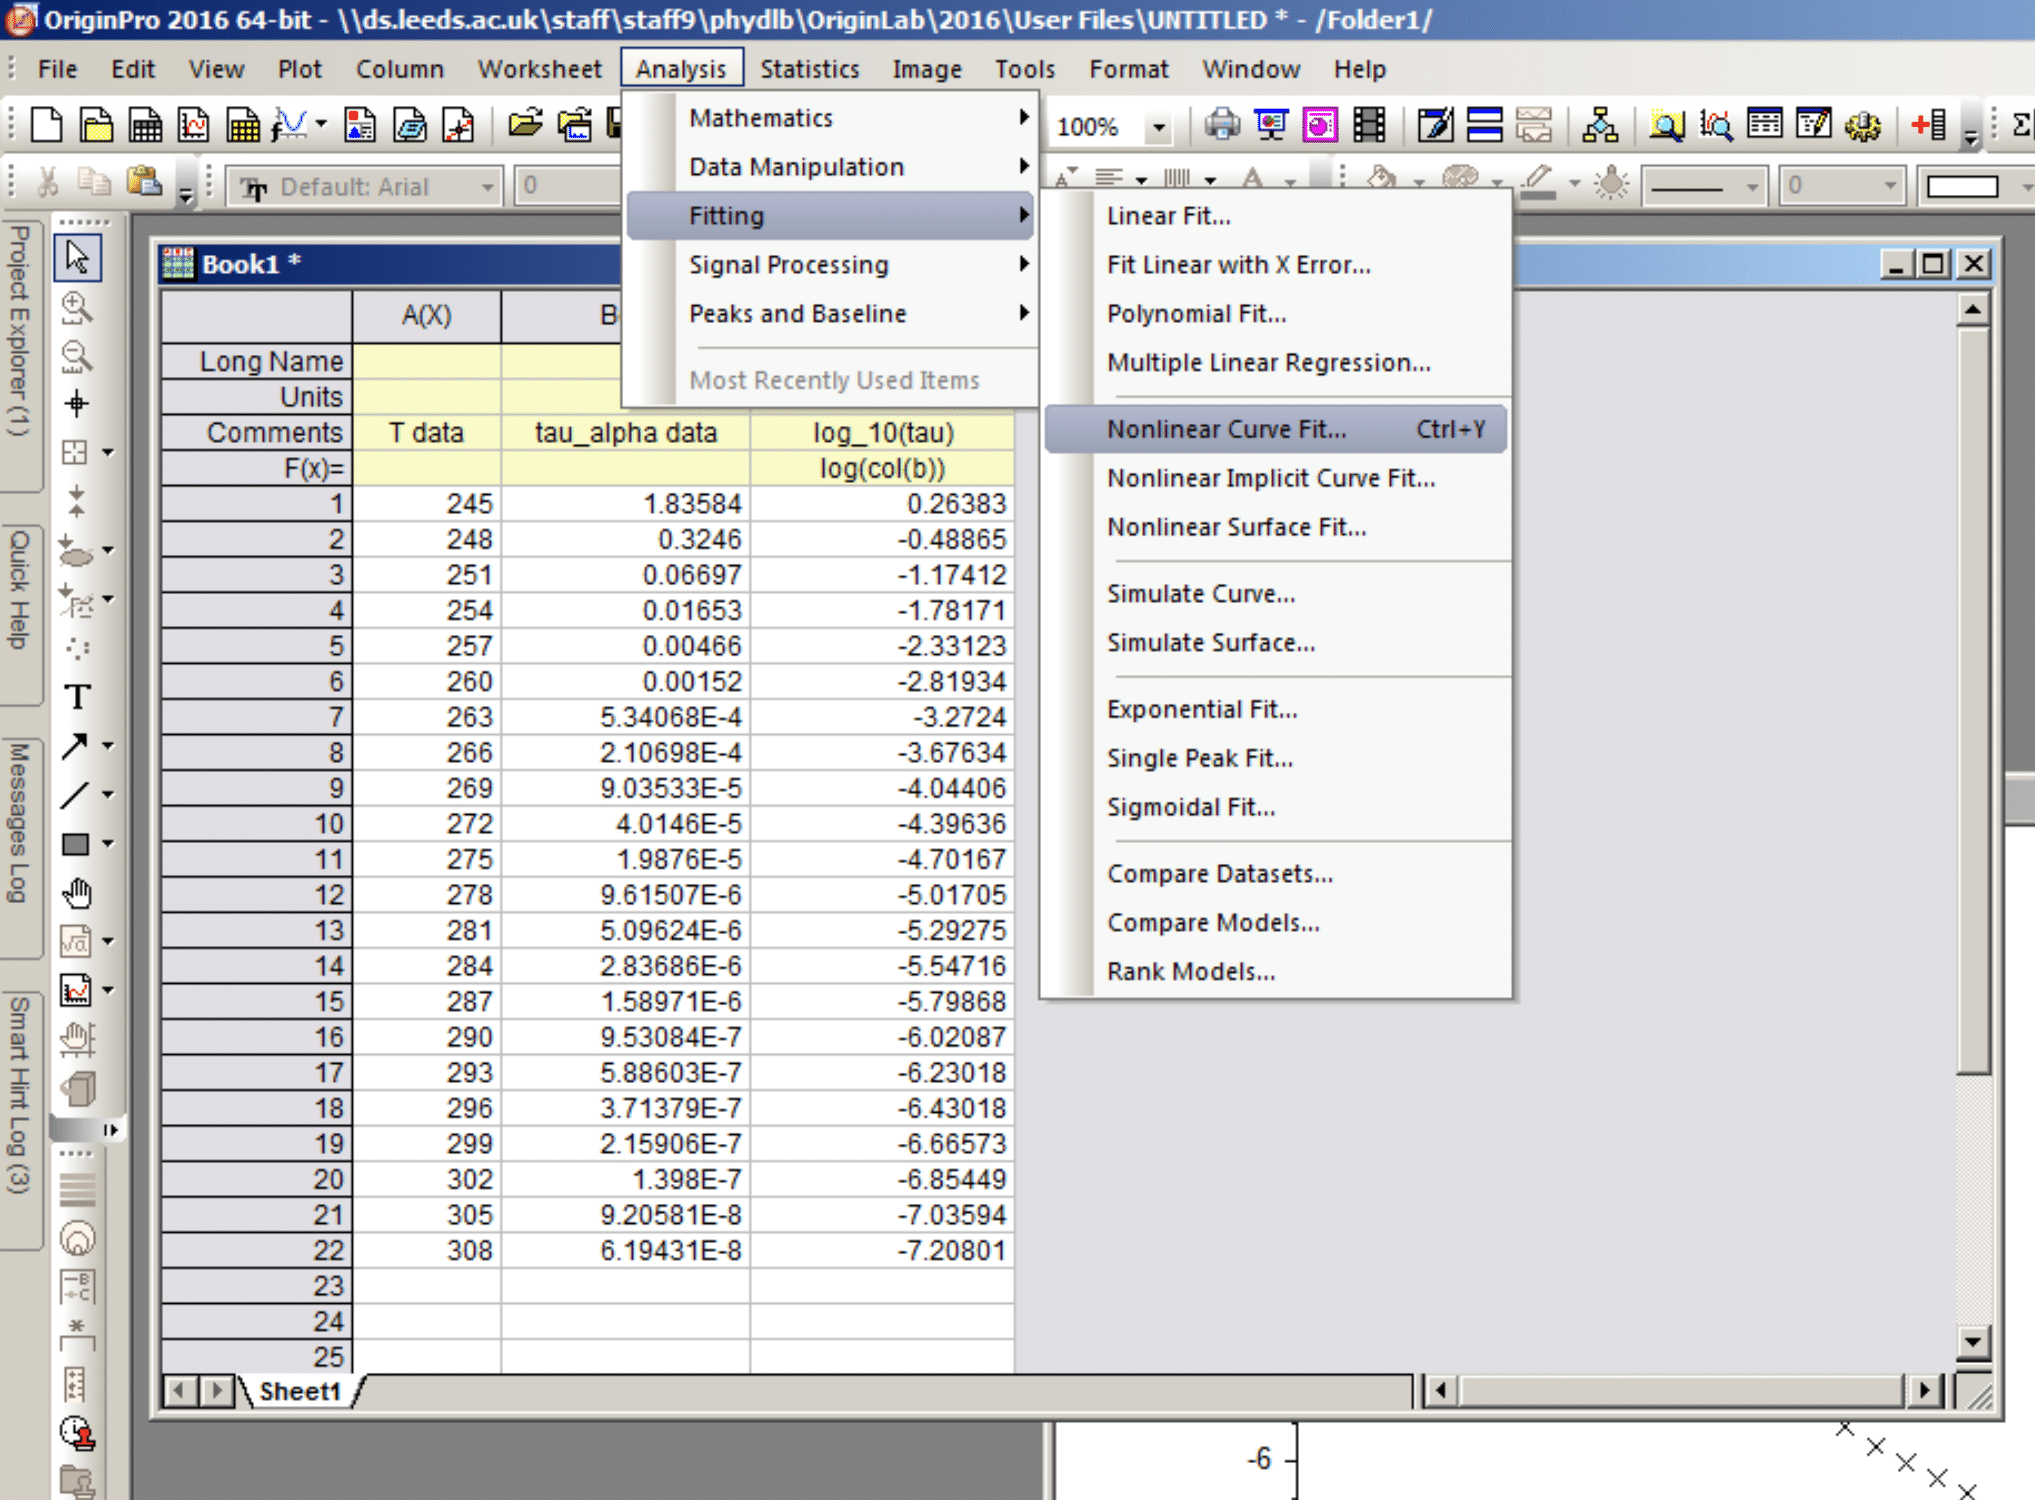 OriginPro 2016 64-bit - \\ds.leeds.ac.uk\staff\staff9\phydlb\OriginLab\2016\User Files\UNTITLED * - /Folder1/
File Edit View Plot Column Worksheet Analysis Statistics Image Tools Format Window Help
100%
Default: Arial 0 0
Mathematics
Data Manipulation
Fitting
Signal Processing
Peaks and Baseline
Most Recently Used Items
Linear Fit...
Fit Linear with X Error...
Polynomial Fit...
Multiple Linear Regression...
Nonlinear Curve Fit... Ctrl+Y
Nonlinear Implicit Curve Fit...
Nonlinear Surface Fit...
Simulate Curve...
Simulate Surface...
Exponential Fit...
Single Peak Fit...
Sigmoidal Fit...
Compare Datasets...
Compare Models...
Rank Models...
Project Explorer (1)
Quick Help
Messages Log
Smart Hint Log (3)
Book1 *
A(X)
Long Name
Units
Comments T data tau_alpha data log_10(tau)
F(x)= log(col(b))
1 245 1.83584 0.26383
2 248 0.3246 -0.48865
3 251 0.06697 -1.17412
4 254 0.01653 -1.78171
5 257 0.00466 -2.33123
6 260 0.00152 -2.81934
7 263 5.34068E-4 -3.2724
8 266 2.10698E-4 -3.67634
9 269 9.03533E-5 -4.04406
10 272 4.0146E-5 -4.39636
11 275 1.9876E-5 -4.70167
12 278 9.61507E-6 -5.01705
13 281 5.09624E-6 -5.29275
14 284 2.83686E-6 -5.54716
15 287 1.58971E-6 -5.79868
16 290 9.53084E-7 -6.02087
17 293 5.88603E-7 -6.23018
18 296 3.71379E-7 -6.43018
19 299 2.15906E-7 -6.66573
20 302 1.398E-7 -6.85449
21 305 9.20581E-8 -7.03594
22 308 6.19431E-8 -7.20801
23
24
25
Sheet1
-6